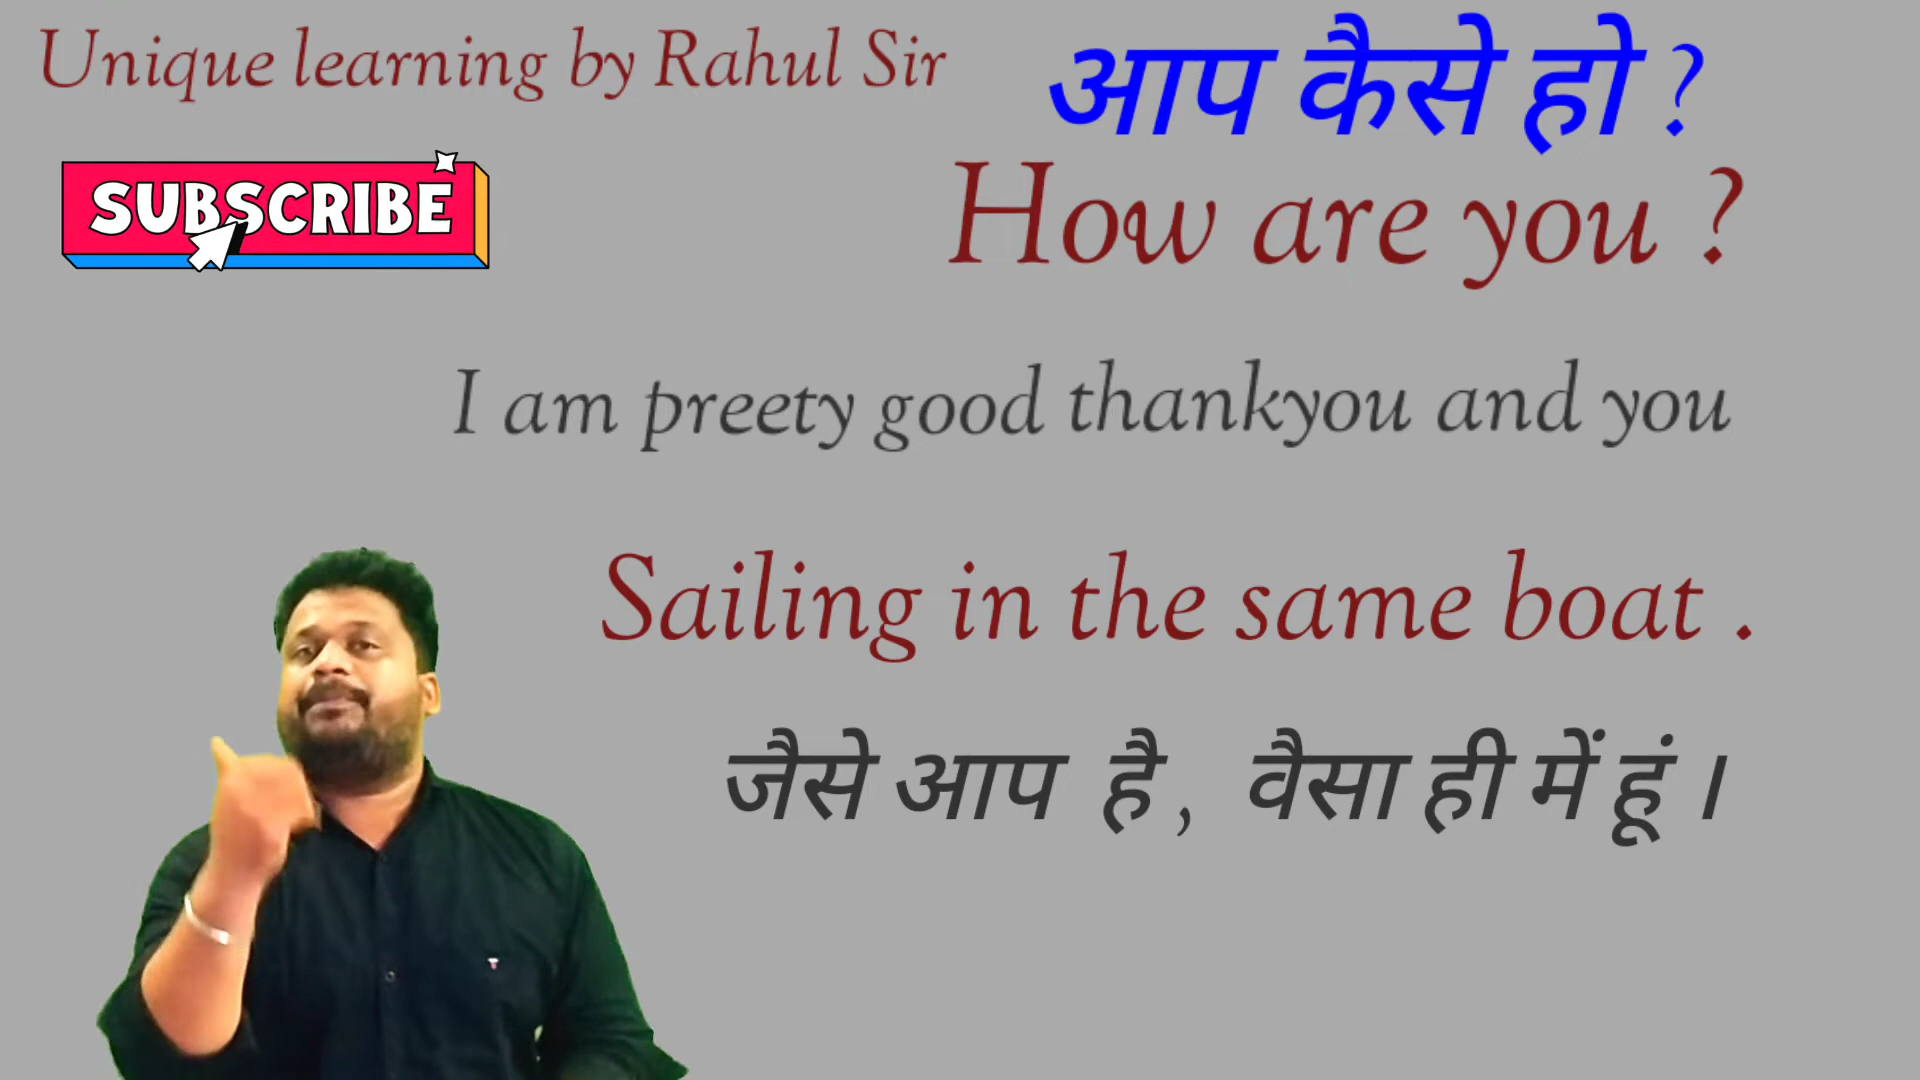 Unique learning by Rahul Sir
आप कैसे हो ?
SUBSCRIBE
How are you ?
I am preety good thankyou and you
Sailing in the same boat .
जैसे आप है , वैसा ही में हूं ।